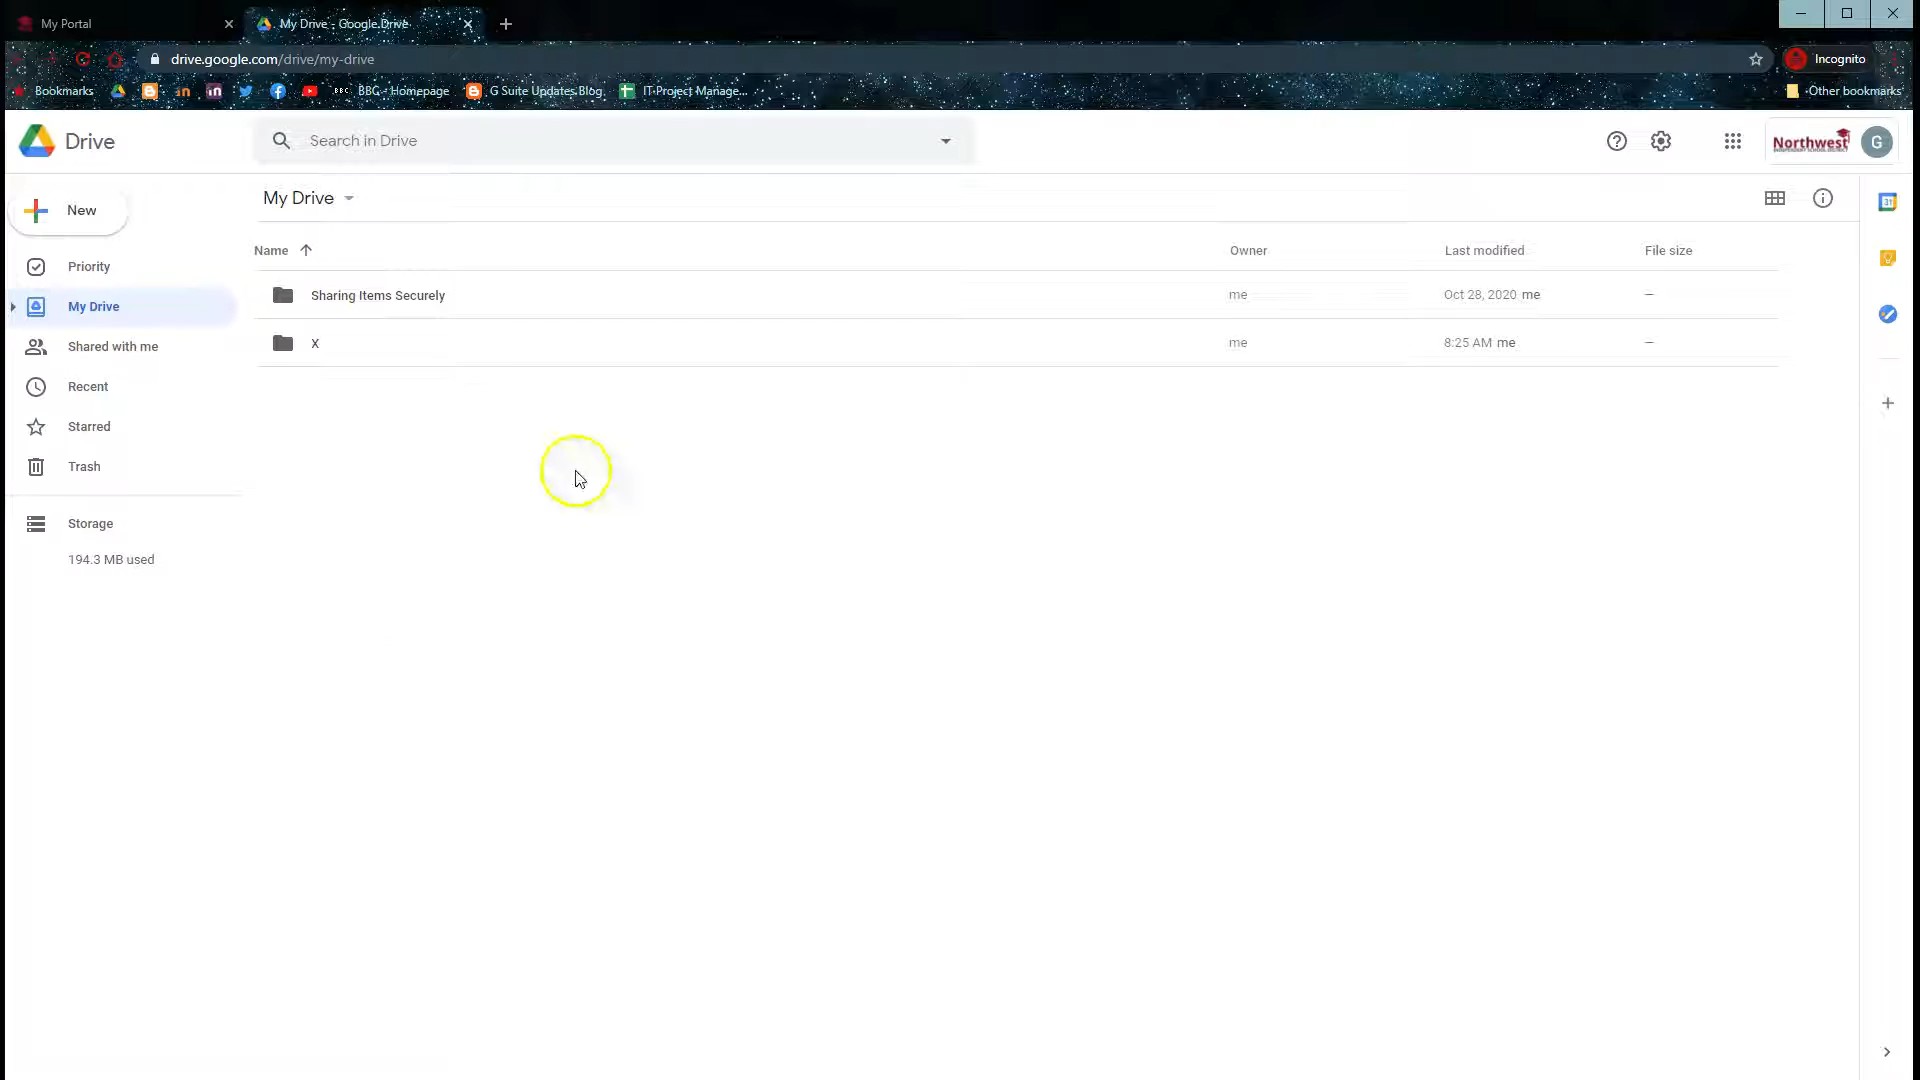 My Portal
My Drive - Google Drive
drive.google.com/drive/my-drive
Incognito
Bookmarks
BBC - Homepage
G Suite Updates Blog
IT Project Manage...
Other bookmarks
Drive
Search in Drive
Northwest
G
New
My Drive
Name
Owner
Last modified
File size
Priority
My Drive
Shared with me
Recent
Starred
Trash
Storage
194.3 MB used
Sharing Items Securely
me
Oct 28, 2020 me
–
X
me
8:25 AM me
–
31